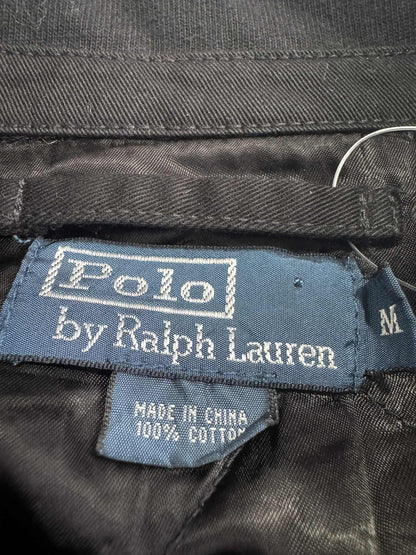 Polo
by Ralph Lauren
M
MADE IN CHINA
100% COTTON